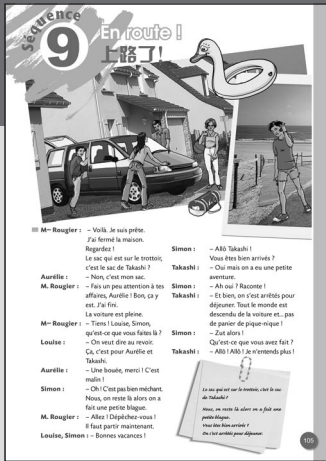 Séquence
9
En route !
上路了!
Mme Rougier : – Voilà. Je suis prête.
J'ai fermé la maison.
Regardez !
Le sac qui est sur le trottoir,
c'est le sac de Takashi ?
Aurélie : – Non, c'est mon sac.
M. Rougier : – Fais un peu attention à tes
affaires, Aurélie ! Bon, ça y
est. J'ai fini.
La voiture est pleine.
Mme Rougier : – Tiens ! Louise, Simon,
qu'est-ce que vous faites là ?
Louise : – On veut dire au revoir.
Ça, c'est pour Aurélie et
Takashi.
Aurélie : – Une bouée, merci ! C'est
malin !
Simon : – Oh ! C'est pas bien méchant.
Nous, on reste là alors on a
fait une petite blague.
M. Rougier : – Allez ! Dépêchez-vous !
Il faut partir maintenant.
Louise, Simon : – Bonnes vacances !
Simon : – Allô Takashi !
Vous êtes bien arrivés ?
Takashi : – Oui mais on a eu une petite
aventure.
Simon : – Ah oui ? Raconte !
Takashi : – Et bien, on s'est arrêtés pour
déjeuner. Tout le monde est
descendu de la voiture et... pas
de panier de pique-nique !
Simon : – Zut alors !
Qu'est-ce que vous avez fait ?
Takashi : – Allô ! Allô ! Je n'entends plus !
Le sac qui est sur le trottoir, c'est le sac
de Takashi ?
Nous, on reste là alors on a fait une
petite blague.
Vous êtes bien arrivés ?
On s'est arrêtés pour déjeuner.
105